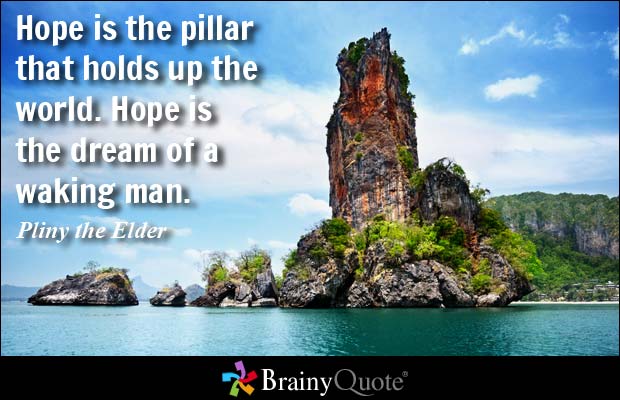 Hope is the pillar
that holds up the
world. Hope is
the dream of a
waking man.
Pliny the Elder
BrainyQuote®